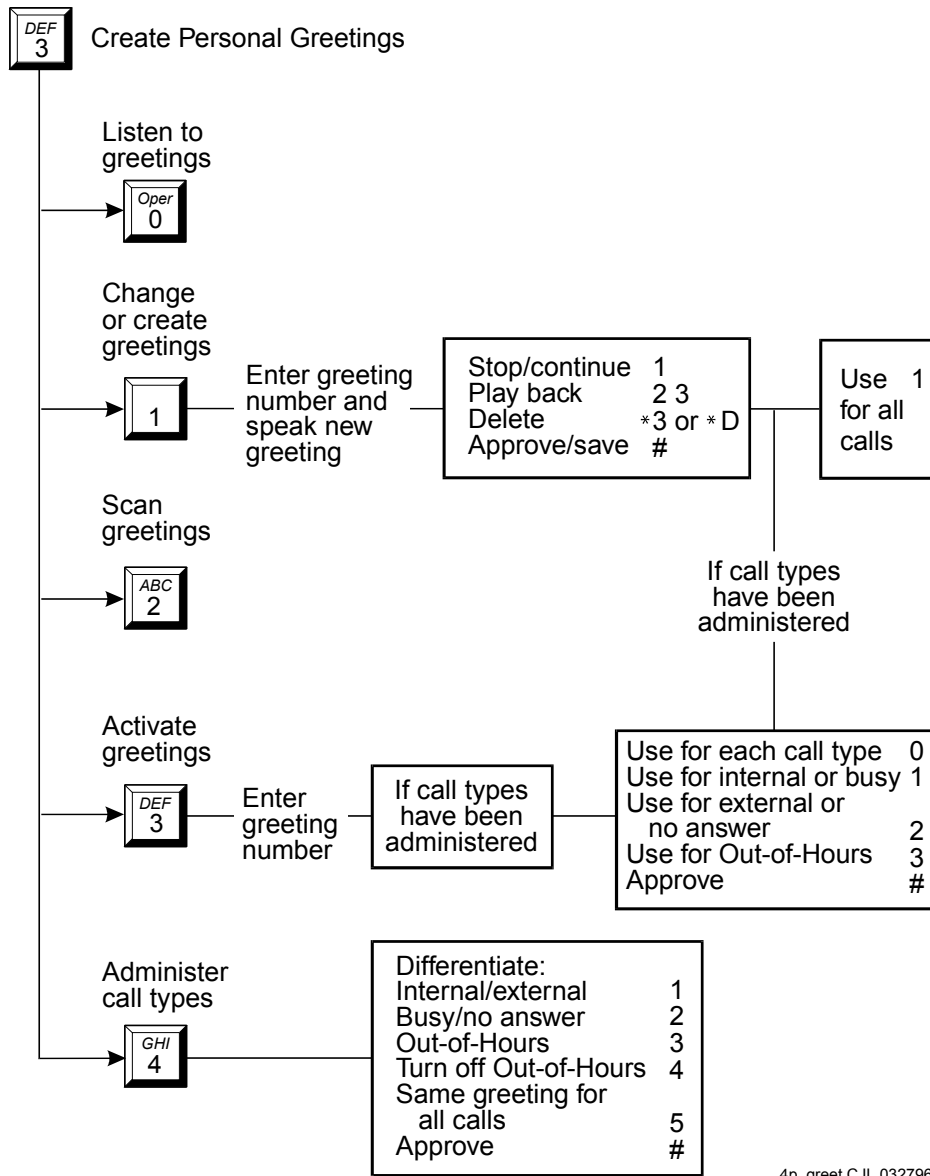 DEF
3
Create Personal Greetings
Listen to
greetings
Oper
0
Change
or create
greetings
1
Enter greeting
number and
speak new
greeting
Stop/continue 1
Play back 2 3
Delete *3 or *D
Approve/save #
Use 1
for all
calls
Scan
greetings
ABC
2
If call types
have been
administered
Activate
greetings
DEF
3
Enter
greeting
number
If call types
have been
administered
Use for each call type 0
Use for internal or busy 1
Use for external or
no answer 2
Use for Out-of-Hours 3
Approve #
Administer
call types
GHI
4
Differentiate:
Internal/external 1
Busy/no answer 2
Out-of-Hours 3
Turn off Out-of-Hours 4
Same greeting for
all calls 5
Approve #
4p_greet CJL 032796